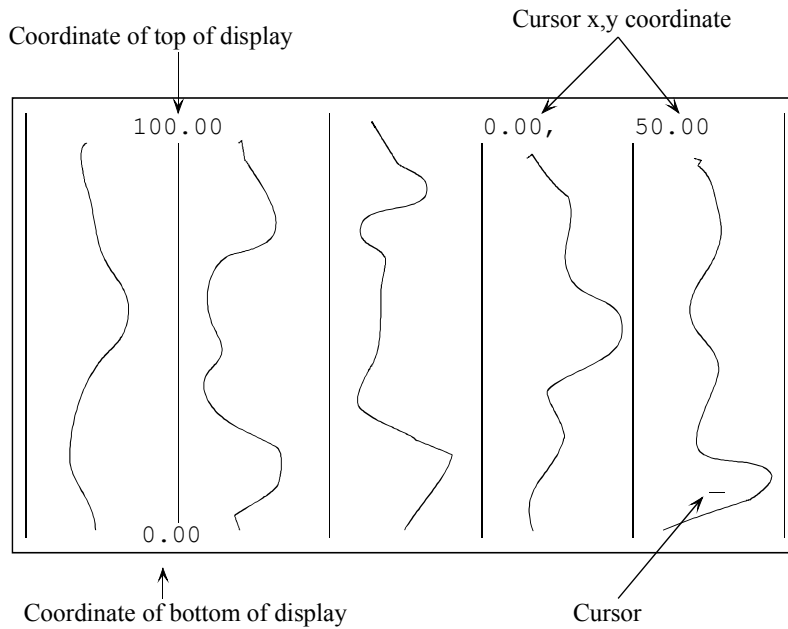 Cursor x,y coordinate
Coordinate of top of display
100.00 0.00, 50.00
0.00
Coordinate of bottom of display Cursor